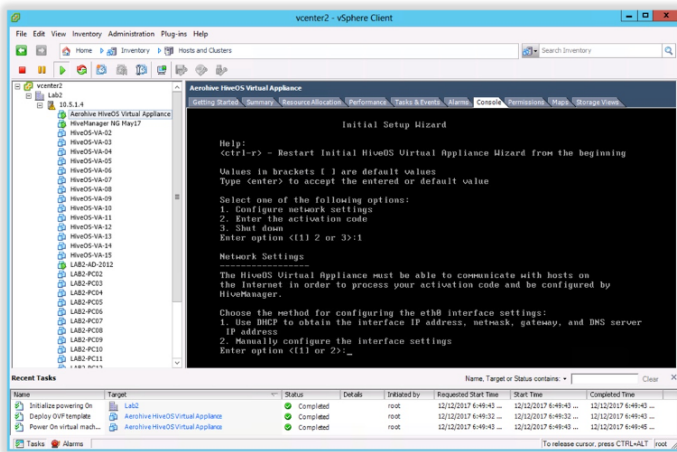 vcenter2 - vSphere Client
File Edit View Inventory Administration Plug-ins Help
Home Inventory Hosts and Clusters
Search Inventory
vcenter2
Lab2
10.5.1.4
Aerohive HiveOS Virtual Appliance
HiveManager NG May17
HiveOS-VA-02
HiveOS-VA-03
HiveOS-VA-04
HiveOS-VA-05
HiveOS-VA-06
HiveOS-VA-07
HiveOS-VA-08
HiveOS-VA-09
HiveOS-VA-10
HiveOS-VA-11
HiveOS-VA-12
HiveOS-VA-13
HiveOS-VA-14
HiveOS-VA-15
LAB2-AD-2012
LAB2-PC02
LAB2-PC03
LAB2-PC04
LAB2-PC05
LAB2-PC06
LAB2-PC07
LAB2-PC08
LAB2-PC09
LAB2-PC10
LAB2-PC11
Aerohive HiveOS Virtual Appliance
Getting Started Summary Resource Allocation Performance Tasks & Events Alarms Console Permissions Maps Storage Views
Initial Setup Wizard
Help:
<ctrl-r> - Restart Initial HiveOS Virtual Appliance Wizard from the beginning
Values in brackets [ ] are default values
Type <enter> to accept the entered or default value
Select one of the following options:
1. Configure network settings
2. Enter the activation code
3. Shut down
Enter option <[1] 2 or 3>:1
Network Settings
----------------
The HiveOS Virtual Appliance must be able to communicate with hosts on
the Internet in order to process your activation code and be configured by
HiveManager.
Choose the method for configuring the eth0 interface settings:
1. Use DHCP to obtain the interface IP address, netmask, gateway, and DNS server
IP address
2. Manually configure the interface settings
Enter option <[1] or 2>:_
Recent Tasks
Name, Target or Status contains:
Clear
Name Target Status Details Initiated by Requested Start Time Start Time Completed Time
Initialize powering On Lab2 Completed root 12/12/2017 6:49:43 ... 12/12/2017 6:49:43 ... 12/12/2017 6:49:43 ...
Deploy OVF template Aerohive HiveOS Virtual Appliance Completed root 12/12/2017 6:49:32 ... 12/12/2017 6:49:32 ... 12/12/2017 6:49:43 ...
Power On virtual mach... Aerohive HiveOS Virtual Appliance Completed root 12/12/2017 6:49:43 ... 12/12/2017 6:49:43 ... 12/12/2017 6:49:45 ...
Tasks Alarms
To release cursor, press CTRL+ALT root